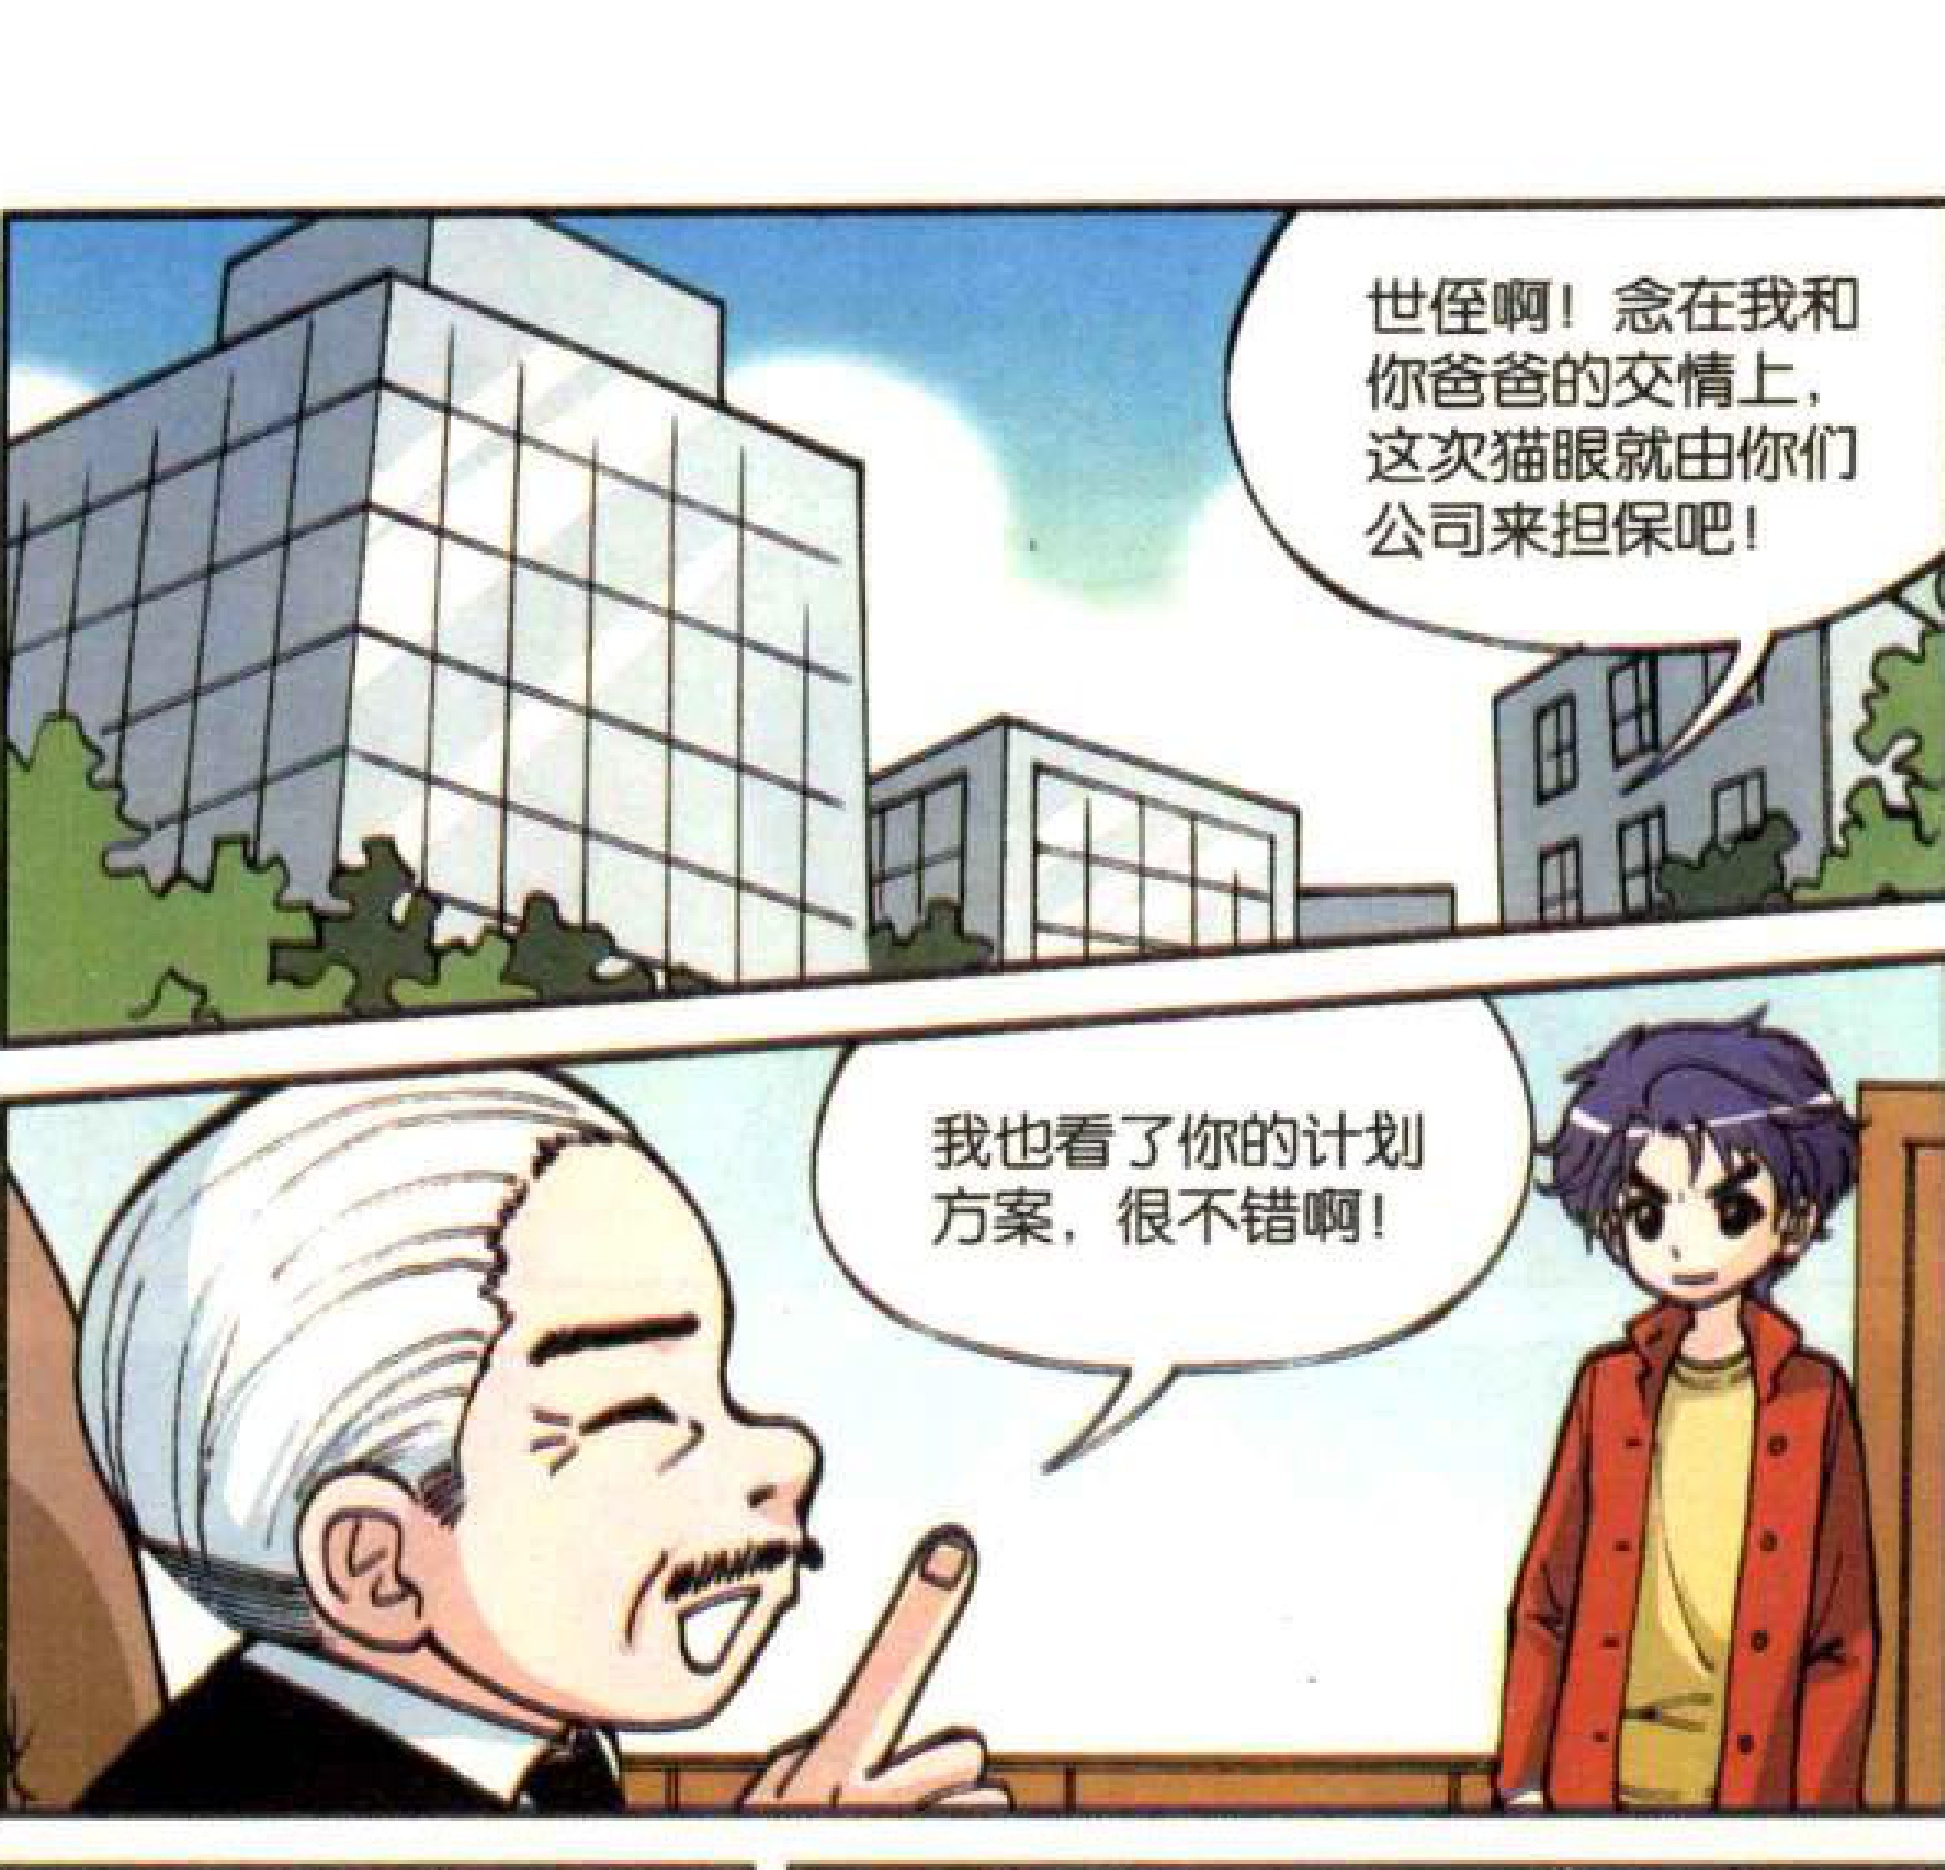 世侄啊！念在我和
你爸爸的交情上，
这次猫眼就由你们
公司来担保吧！
我也看了你的计划
方案，很不错啊！